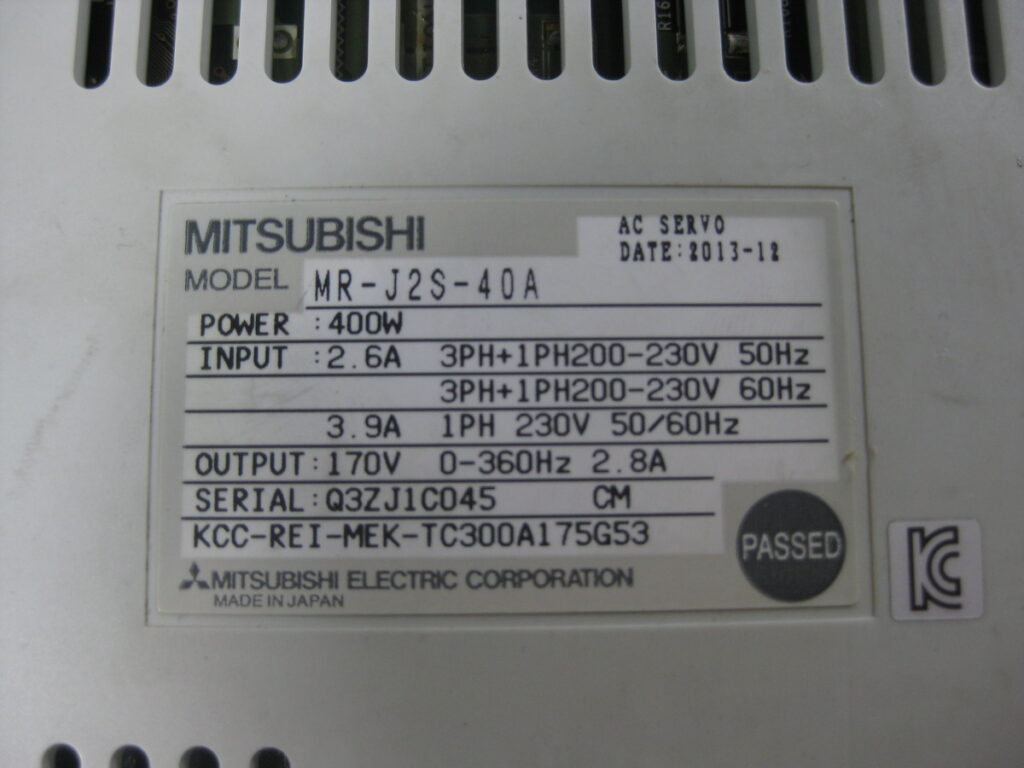 MITSUBISHI
AC SERVO
DATE:2013-12
MODEL MR-J2S-40A
POWER :400W
INPUT :2.6A 3PH+1PH200-230V 50Hz
3PH+1PH200-230V 60Hz
3.9A 1PH 230V 50/60Hz
OUTPUT:170V 0-360Hz 2.8A
SERIAL:Q3ZJ1C045 CM
KCC-REI-MEK-TC300A175G53
PASSED
MITSUBISHI ELECTRIC CORPORATION
MADE IN JAPAN
KC